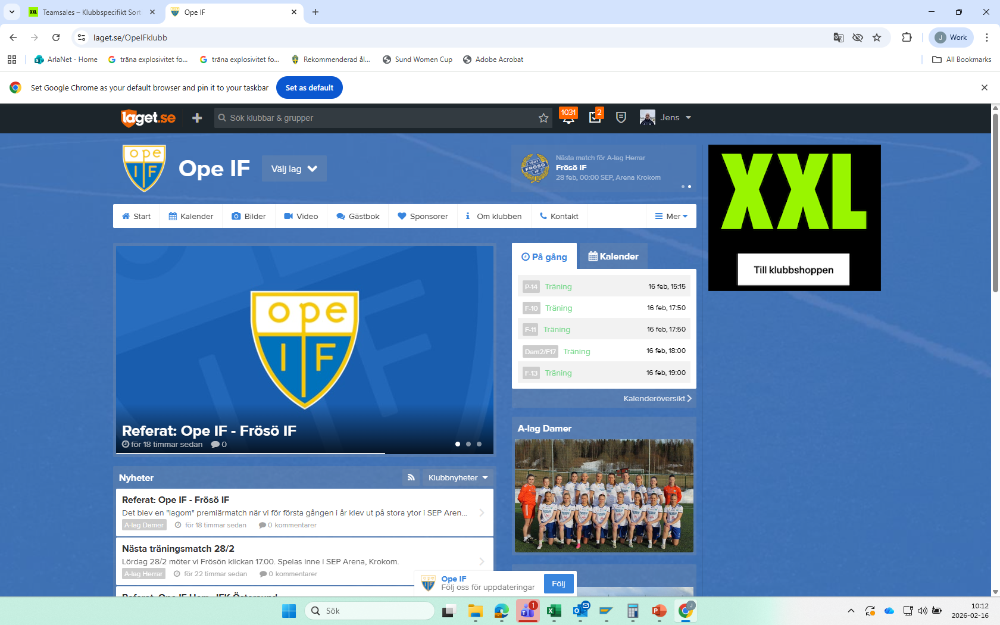 XXL
Teamsales – Klubbspecifikt Sort
Ope IF
laget.se/OpeIFklubb
J
Work
ArlaNet - Home
träna explosivitet fo...
träna explosivitet fo...
Rekommenderad ål...
Sund Women Cup
Adobe Acrobat
All Bookmarks
Set Google Chrome as your default browser and pin it to your taskbar
Set as default
laget.se
Sök klubbar & grupper
1031
2
Jens
ope
IF
Ope IF
Välj lag
1921
FRÖSÖ
IF
Nästa match för A-lag Herrar
Frösö IF
28 feb, 00:00 SEP, Arena Krokom
XXL
Till klubbshoppen
Start
Kalender
Bilder
Video
Gästbok
Sponsorer
Om klubben
Kontakt
Mer
ope
IF
Referat: Ope IF - Frösö IF
för 18 timmar sedan
0
På gång
Kalender
P-14 Träning 16 feb, 15:15
F-10 Träning 16 feb, 17:50
F-11 Träning 16 feb, 17:50
Dam2/F17 Träning 16 feb, 18:00
F-13 Träning 16 feb, 19:00
Kalenderöversikt
A-lag Damer
Nyheter
Klubbnyheter
Referat: Ope IF - Frösö IF
Det blev en "lagom" premiärmatch när vi för första gången i år klev ut på stora ytor i SEP Aren...
A-lag Damer för 18 timmar sedan 0 kommentarer
Nästa träningsmatch 28/2
Lördag 28/2 möter vi Frösön klickan 17.00. Spelas inne i SEP Arena, Krokom.
A-lag Herrar för 22 timmar sedan 0 kommentarer
Referat: Ope IF Herr - IFK Östersund
Ope IF
Följ oss för uppdateringar
Följ
Sök
1
J
10:12
2026-02-16